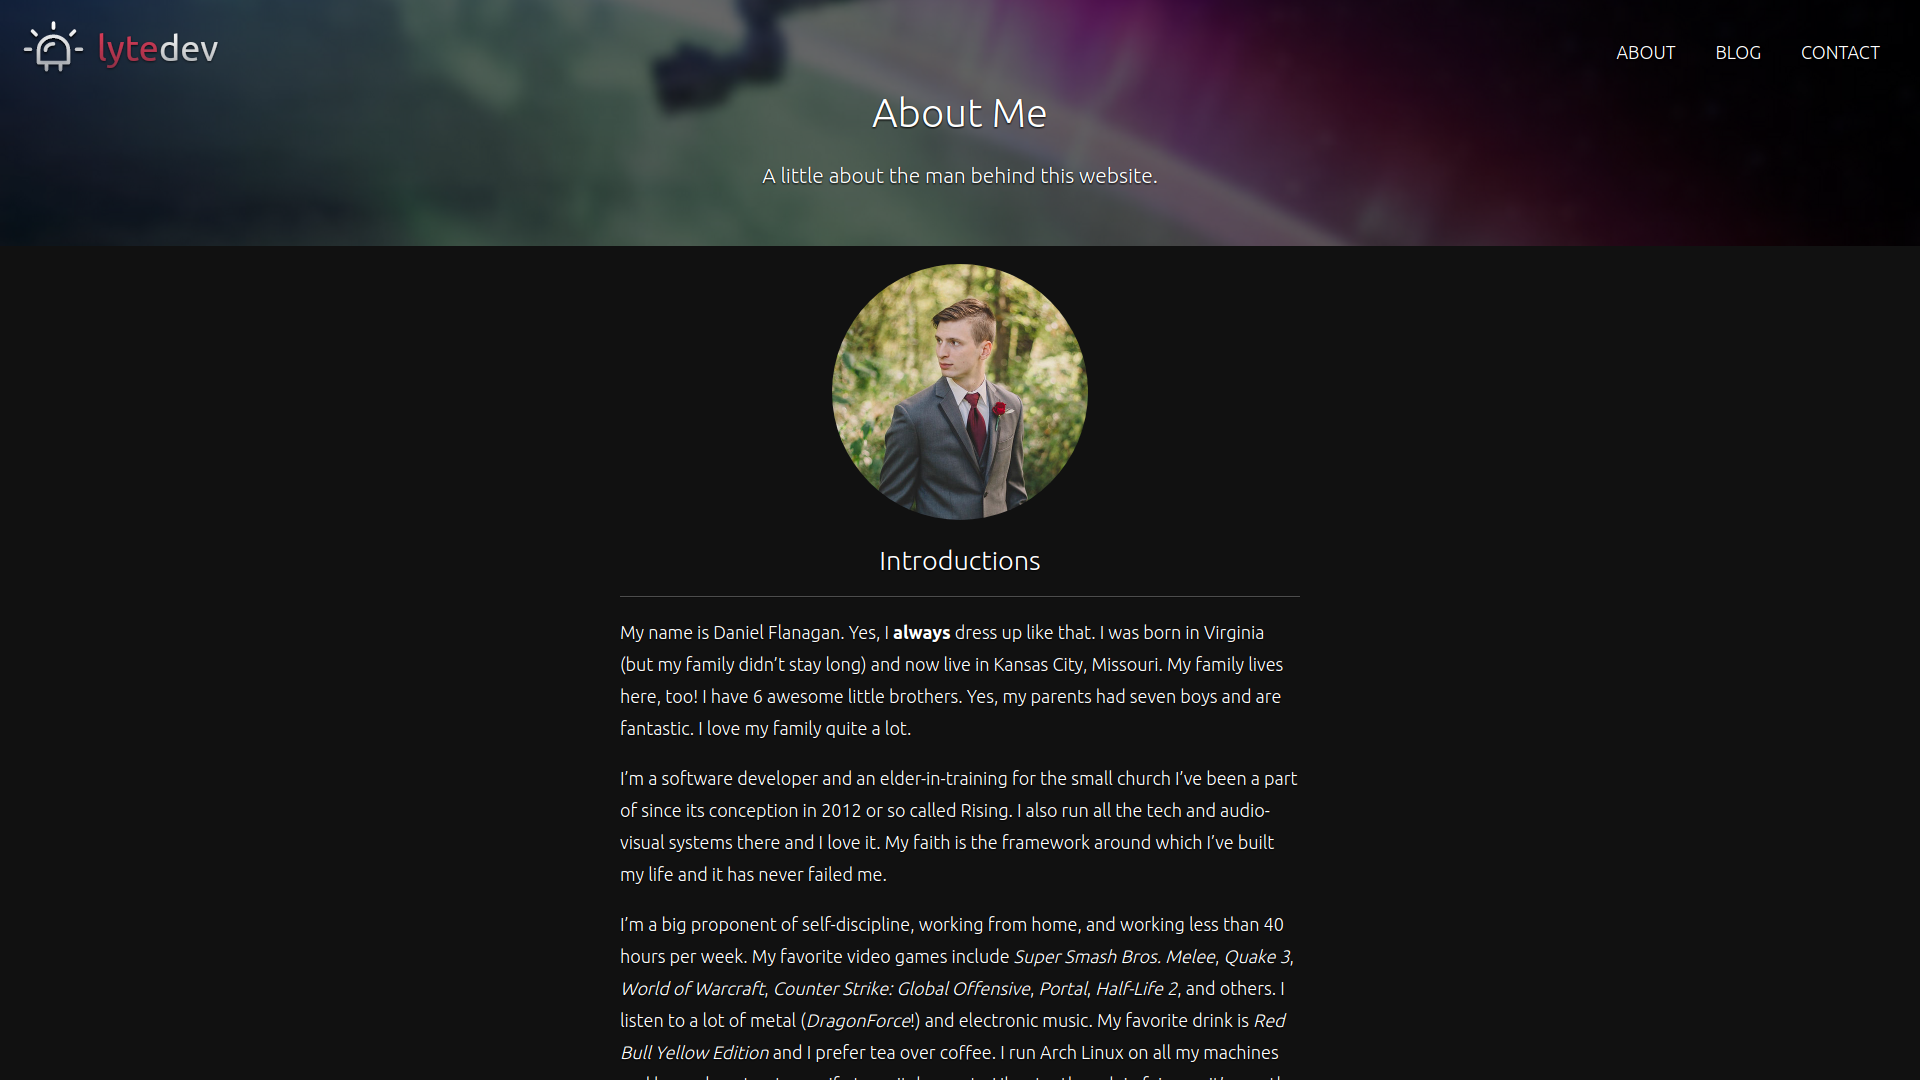 lytedev
ABOUT BLOG CONTACT
About Me
A little about the man behind this website.
Introductions
My name is Daniel Flanagan. Yes, I always dress up like that. I was born in Virginia
(but my family didn’t stay long) and now live in Kansas City, Missouri. My family lives
here, too! I have 6 awesome little brothers. Yes, my parents had seven boys and are
fantastic. I love my family quite a lot.
I’m a software developer and an elder-in-training for the small church I’ve been a part
of since its conception in 2012 or so called Rising. I also run all the tech and audio-
visual systems there and I love it. My faith is the framework around which I’ve built
my life and it has never failed me.
I’m a big proponent of self-discipline, working from home, and working less than 40
hours per week. My favorite video games include Super Smash Bros. Melee, Quake 3,
World of Warcraft, Counter Strike: Global Offensive, Portal, Half-Life 2, and others. I
listen to a lot of metal (DragonForce!) and electronic music. My favorite drink is Red
Bull Yellow Edition and I prefer tea over coffee. I run Arch Linux on all my machines